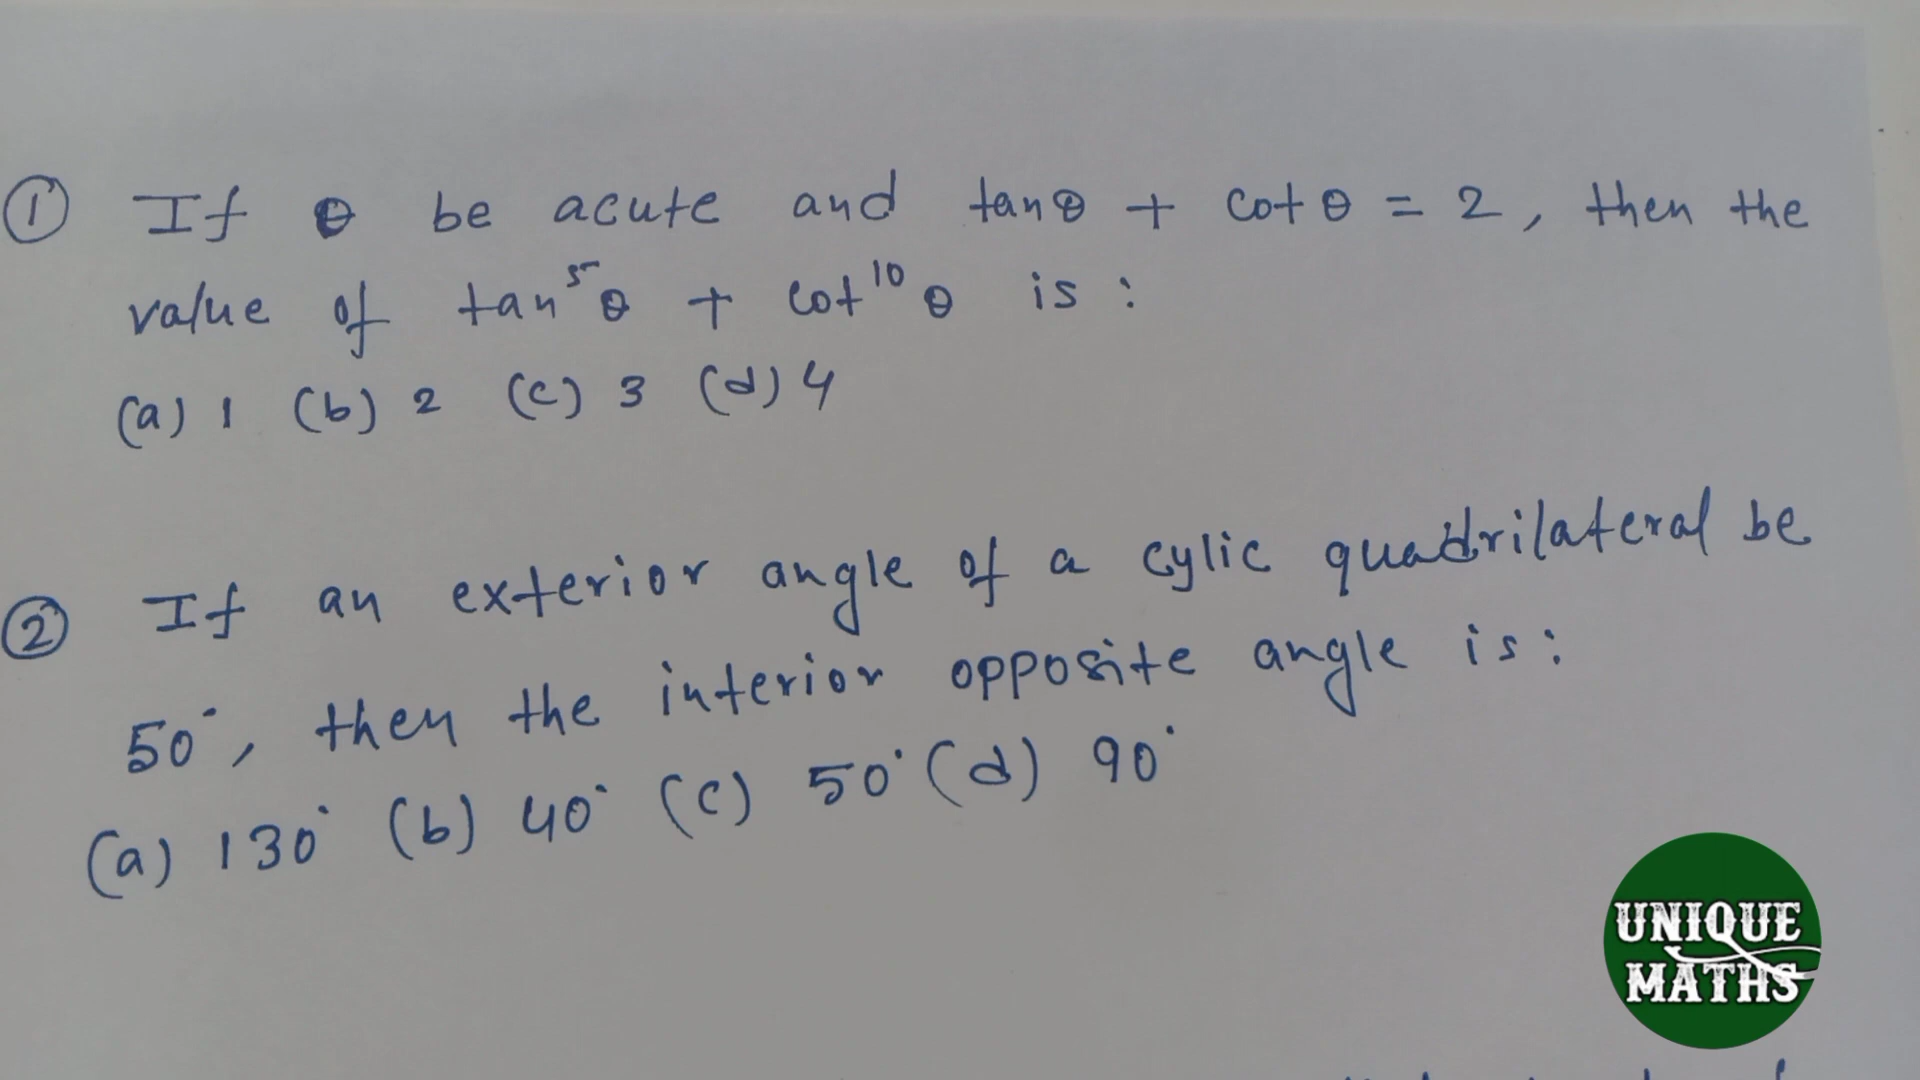 ① If θ be acute and tanθ + cotθ = 2, then the
value of tan⁵θ + cot¹⁰θ is :
(a) 1 (b) 2 (c) 3 (d) 4
② If an exterior angle of a cylic quadrilateral be
50°, then the interior opposite angle is :
(a) 130° (b) 40° (c) 50° (d) 90°
UNIQUE
MATHS